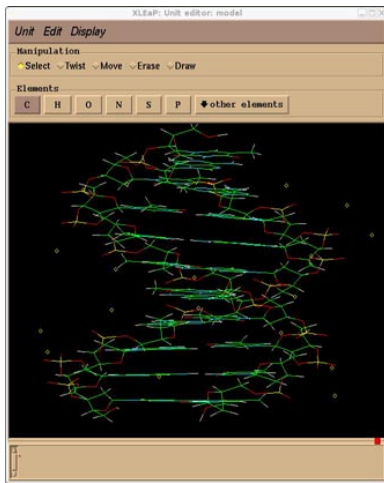 XLEaP: Unit editor: model
Unit Edit Display
Manipulation
Select Twist Move Erase Draw
Elements
C H O N S P other elements